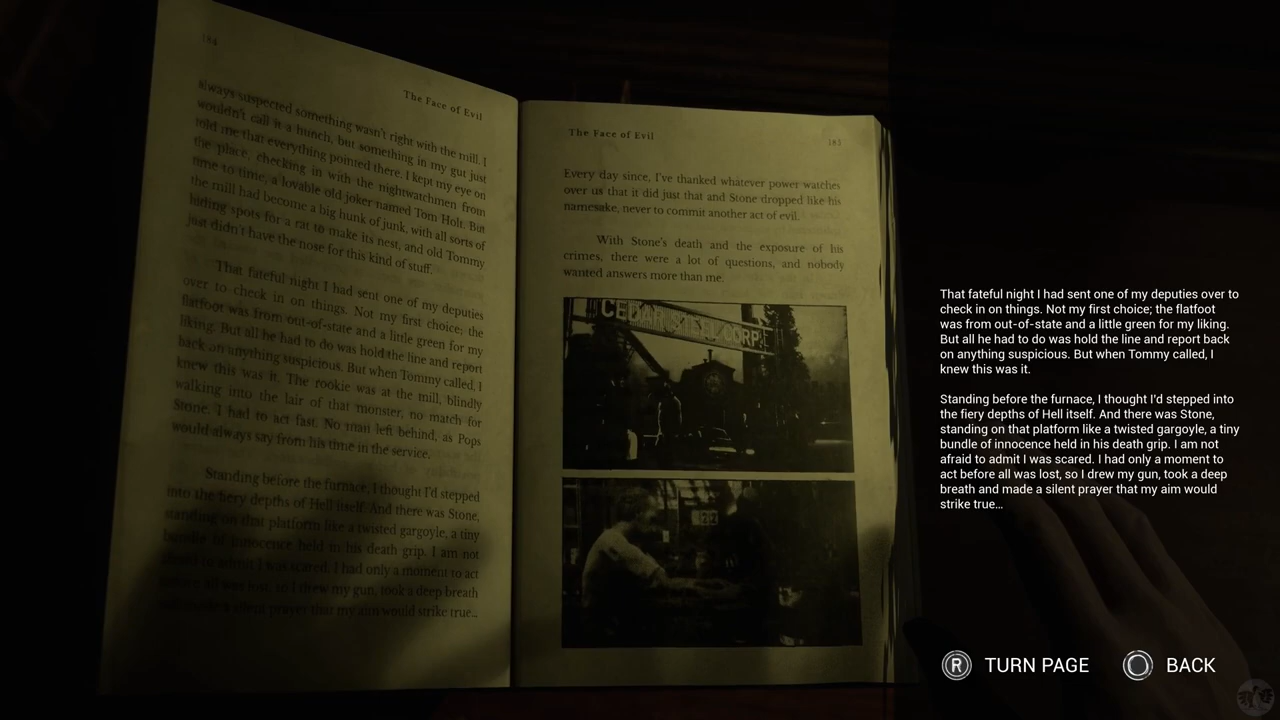 184
The Face of Evil
always suspected something wasn't right with the mill. I
wouldn't call it a hunch, but something in my gut just
told me that everything pointed there. I kept my eye on
the place, checking in with the nightwatchmen from
time to time, a lovable old joker named Tom Holt. But
the mill had become a big hunk of junk, with all sorts of
hiding spots for a rat to make its nest, and old Tommy
just didn't have the nose for this kind of stuff.
That fateful night I had sent one of my deputies
over to check in on things. Not my first choice; the
flatfoot was from out-of-state and a little green for my
liking. But all he had to do was hold the line and report
back on anything suspicious. But when Tommy called, I
knew this was it. The rookie was at the mill, blindly
walking into the lair of that monster, no match for
Stone. I had to act fast. No man left behind, as Pops
would always say from his time in the service.
Standing before the furnace, I thought I'd stepped
into the fiery depths of Hell itself. And there was Stone,
standing on that platform like a twisted gargoyle, a tiny
bundle of innocence held in his death grip. I am not
afraid to admit I was scared. I had only a moment to act
before all was lost, so I drew my gun, took a deep breath
and made a silent prayer that my aim would strike true...
The Face of Evil
183
Every day since, I've thanked whatever power watches
over us that it did just that and Stone dropped like his
namesake, never to commit another act of evil.
With Stone's death and the exposure of his
crimes, there were a lot of questions, and nobody
wanted answers more than me.
CEDAR STEEL CORP.
That fateful night I had sent one of my deputies over to
check in on things. Not my first choice; the flatfoot
was from out-of-state and a little green for my liking.
But all he had to do was hold the line and report back
on anything suspicious. But when Tommy called, I
knew this was it.
Standing before the furnace, I thought I'd stepped into
the fiery depths of Hell itself. And there was Stone,
standing on that platform like a twisted gargoyle, a tiny
bundle of innocence held in his death grip. I am not
afraid to admit I was scared. I had only a moment to
act before all was lost, so I drew my gun, took a deep
breath and made a silent prayer that my aim would
strike true...
R TURN PAGE BACK